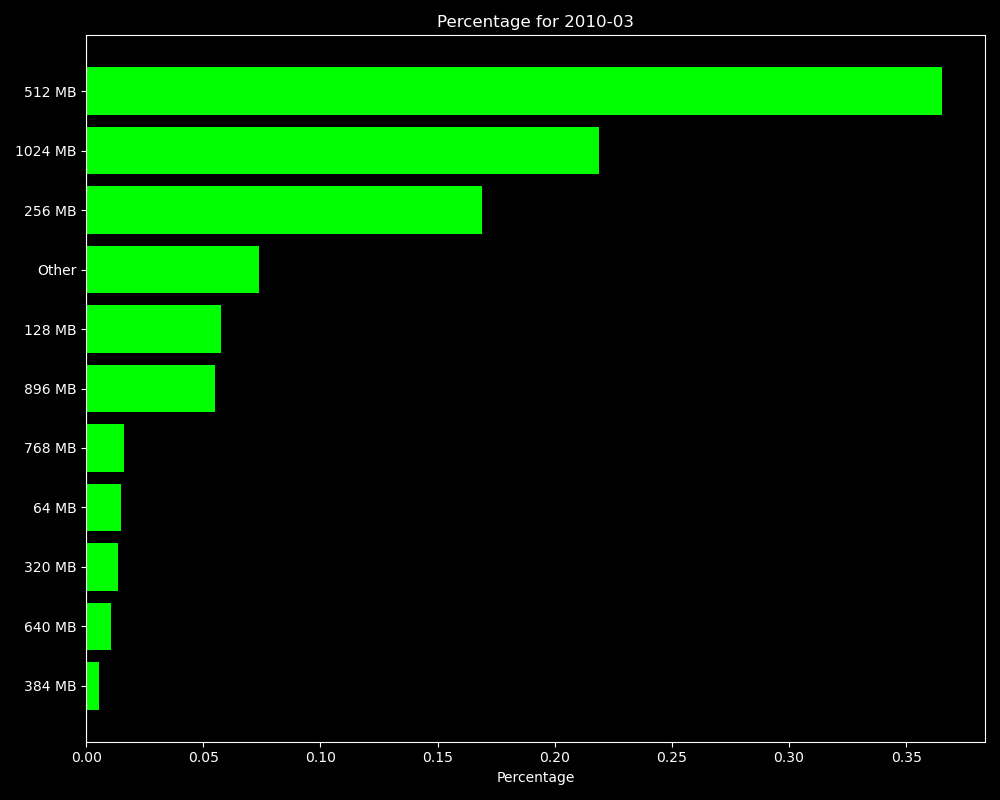 Percentage for 2010-03
512 MB
1024 MB
256 MB
Other
128 MB
896 MB
768 MB
64 MB
320 MB
640 MB
384 MB
0.00 0.05 0.10 0.15 0.20 0.25 0.30 0.35
Percentage